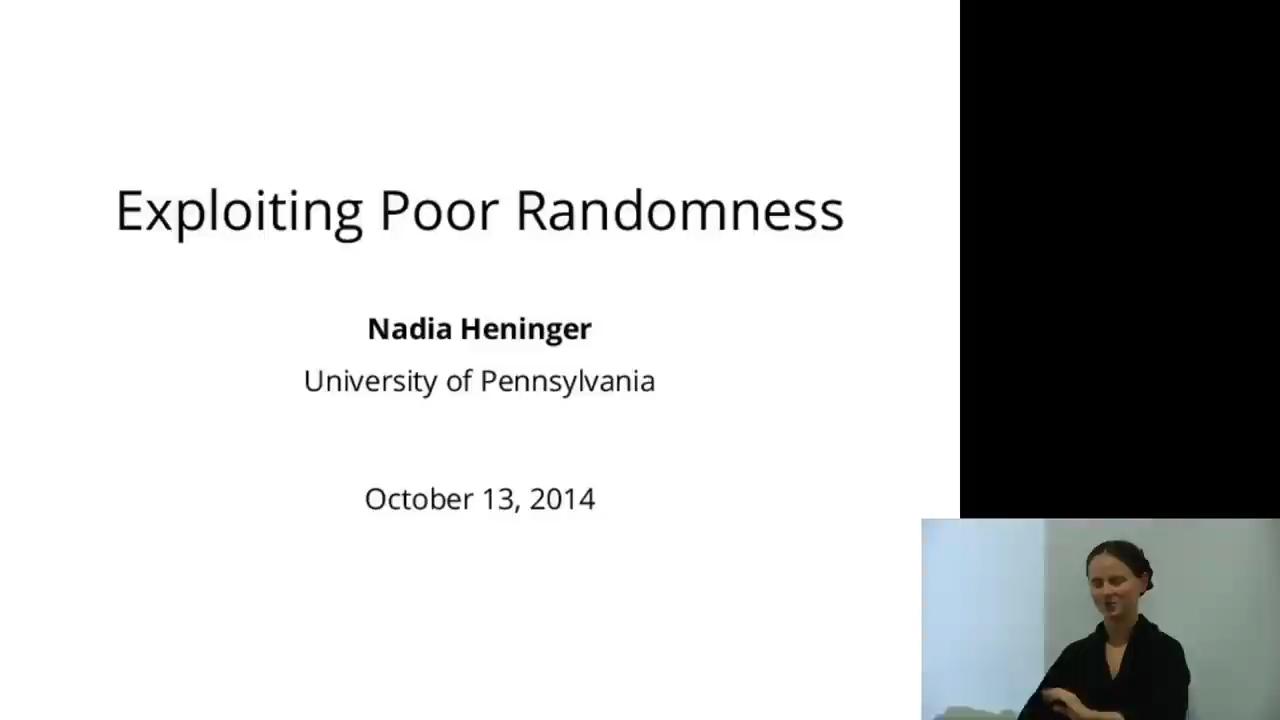 Exploiting Poor Randomness
Nadia Heninger
University of Pennsylvania
October 13, 2014